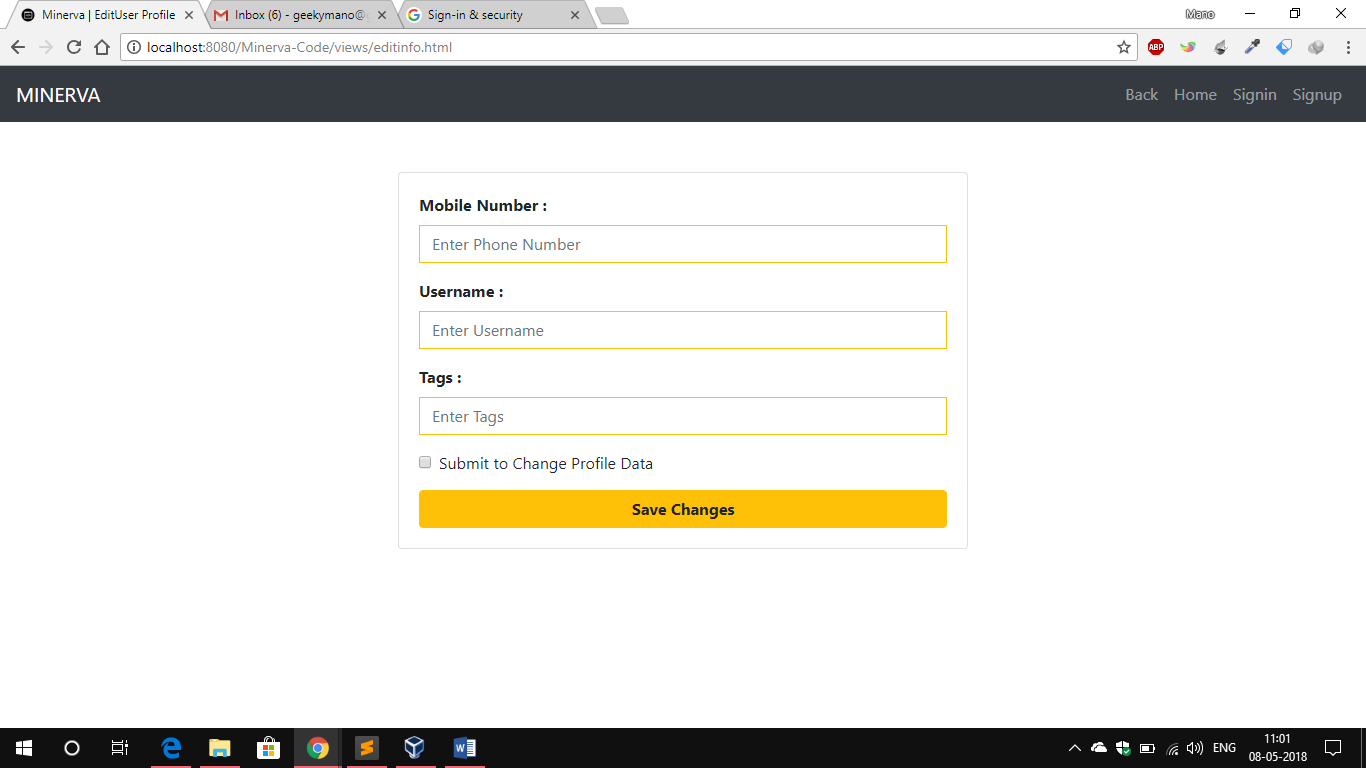 Minerva | EditUser Profile
Inbox (6) - geekymano@
Sign-in & security
Mano
localhost:8080/Minerva-Code/views/editinfo.html
ABP
MINERVA
Back Home Signin Signup
Mobile Number :
Enter Phone Number
Username :
Enter Username
Tags :
Enter Tags
Submit to Change Profile Data
Save Changes
ENG
11:01
08-05-2018